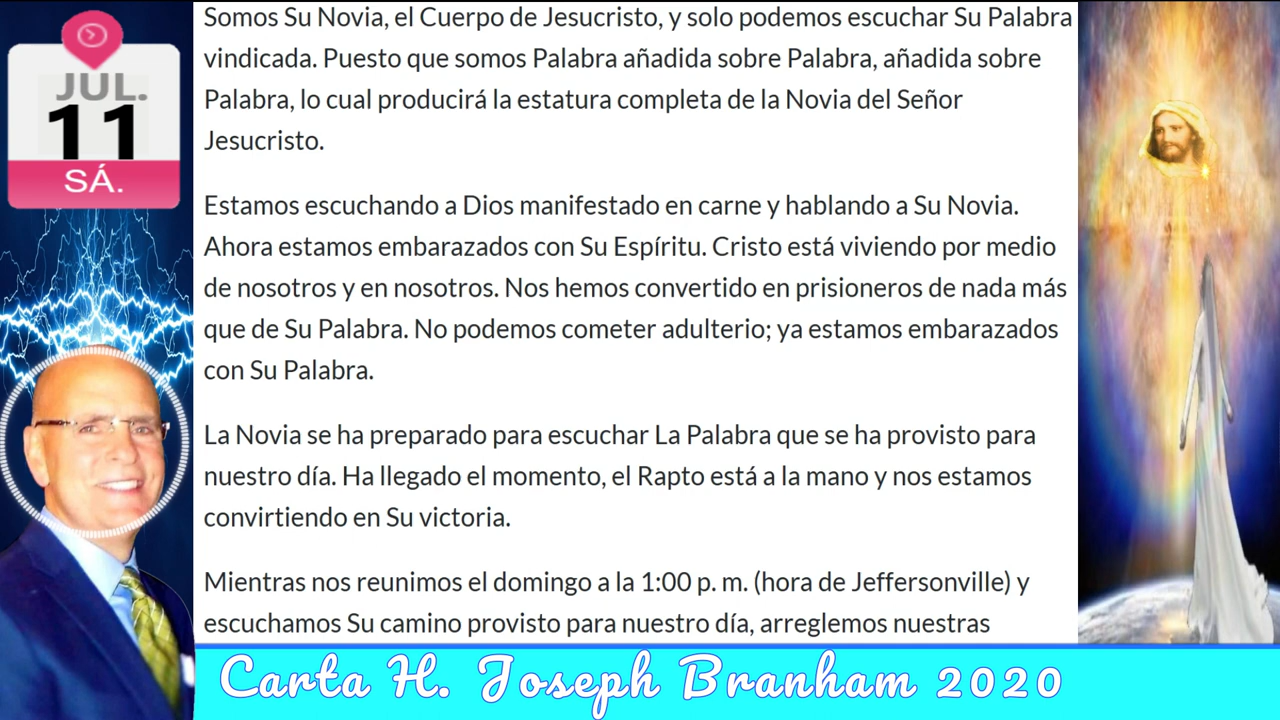 JUL.
11
SÁ.
Somos Su Novia, el Cuerpo de Jesucristo, y solo podemos escuchar Su Palabra
vindicada. Puesto que somos Palabra añadida sobre Palabra, añadida sobre
Palabra, lo cual producirá la estatura completa de la Novia del Señor
Jesucristo.
Estamos escuchando a Dios manifestado en carne y hablando a Su Novia.
Ahora estamos embarazados con Su Espíritu. Cristo está viviendo por medio
de nosotros y en nosotros. Nos hemos convertido en prisioneros de nada más
que de Su Palabra. No podemos cometer adulterio; ya estamos embarazados
con Su Palabra.
La Novia se ha preparado para escuchar La Palabra que se ha provisto para
nuestro día. Ha llegado el momento, el Rapto está a la mano y nos estamos
convirtiendo en Su victoria.
Mientras nos reunimos el domingo a la 1:00 p. m. (hora de Jeffersonville) y
escuchamos Su camino provisto para nuestro día, arreglemos nuestras
Carta H. Joseph Branham 2020